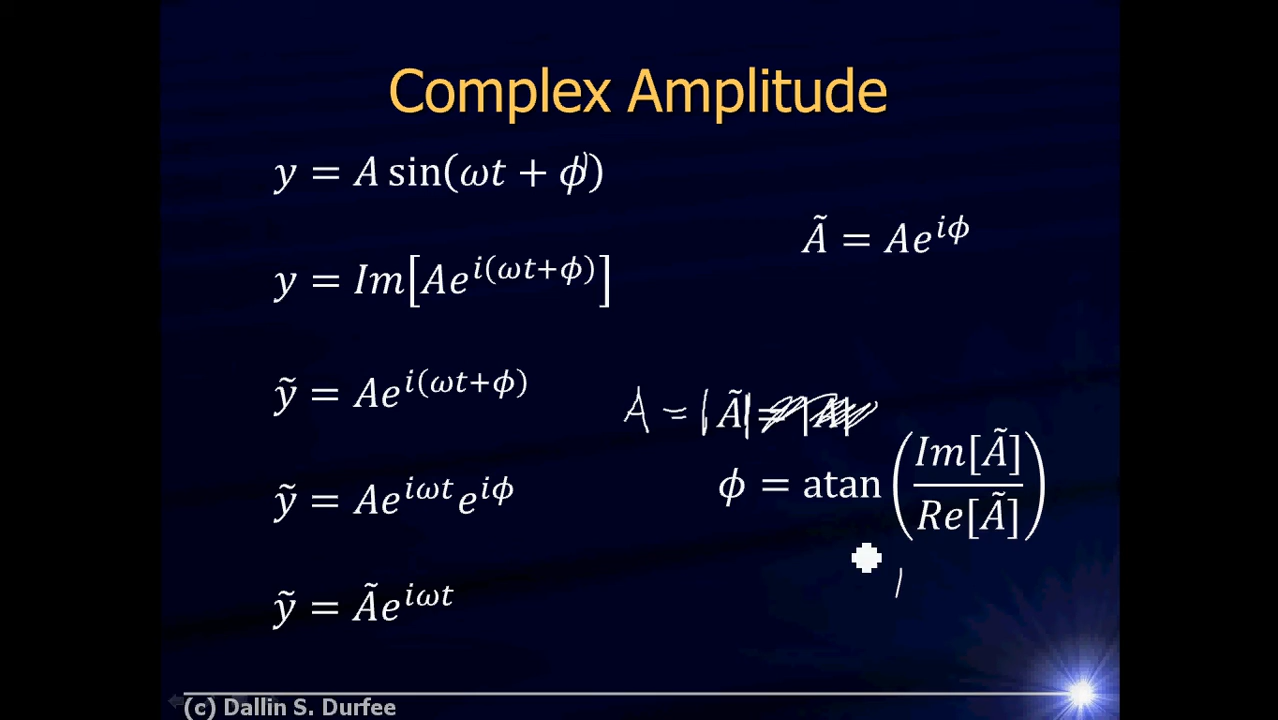 Complex Amplitude
y = A sin(ωt + ϕ)
Ã = Ae^{iϕ}
y = Im[Ae^{i(ωt+ϕ)}]
ỹ = Ae^{i(ωt+ϕ)}
A = |Ã|
ϕ = atan(Im[Ã]/Re[Ã])
ỹ = Ae^{iωt}e^{iϕ}
ỹ = Ãe^{iωt}
(c) Dallin S. Durfee